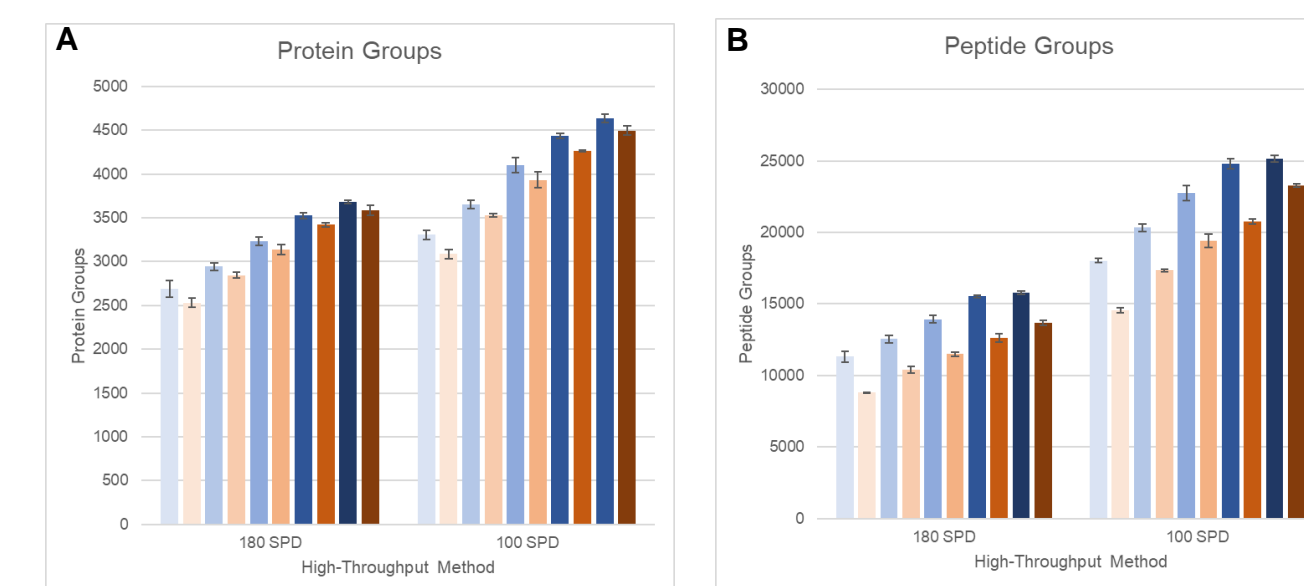 A
Protein Groups
5000
4500
4000
3500
3000
2500
2000
1500
1000
500
0
Protein Groups
180 SPD
100 SPD
High-Throughput Method
B
Peptide Groups
30000
25000
20000
15000
10000
5000
0
Peptide Groups
180 SPD
100 SPD
High-Throughput Method